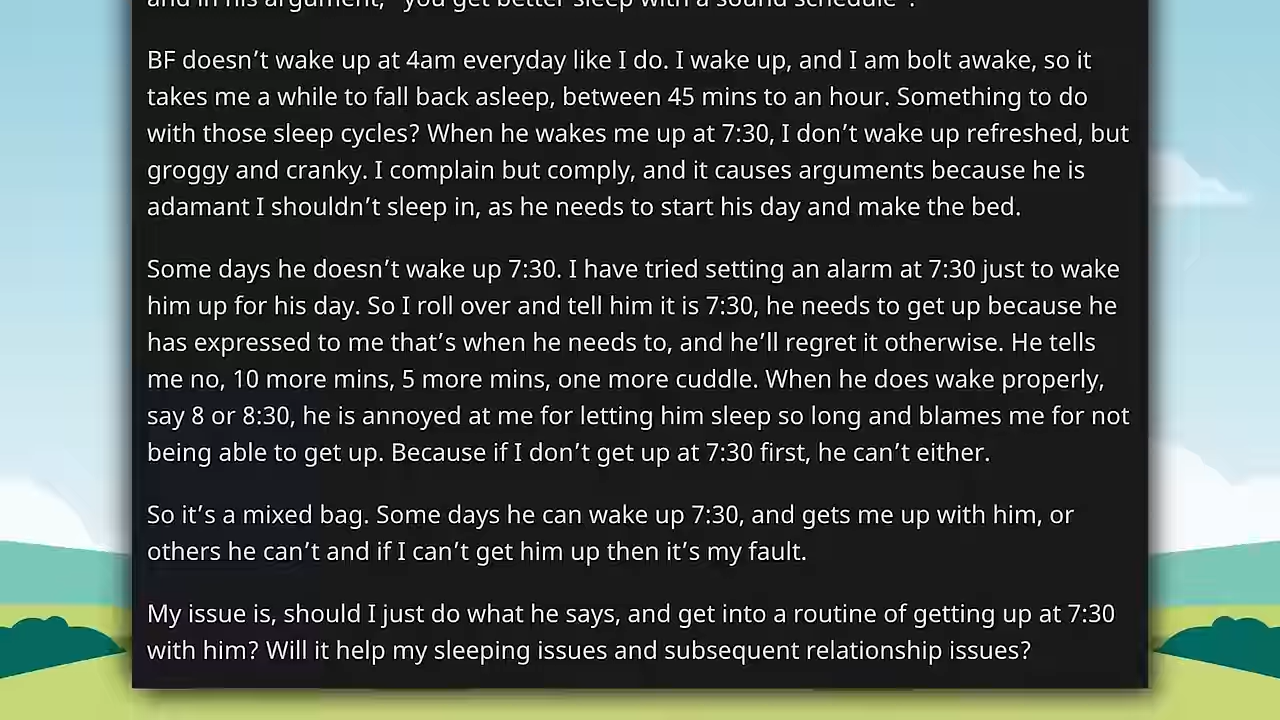 and in his argument, "you get better sleep with a sound schedule".
BF doesn’t wake up at 4am everyday like I do. I wake up, and I am bolt awake, so it
takes me a while to fall back asleep, between 45 mins to an hour. Something to do
with those sleep cycles? When he wakes me up at 7:30, I don’t wake up refreshed, but
groggy and cranky. I complain but comply, and it causes arguments because he is
adamant I shouldn’t sleep in, as he needs to start his day and make the bed.
Some days he doesn’t wake up 7:30. I have tried setting an alarm at 7:30 just to wake
him up for his day. So I roll over and tell him it is 7:30, he needs to get up because he
has expressed to me that’s when he needs to, and he’ll regret it otherwise. He tells
me no, 10 more mins, 5 more mins, one more cuddle. When he does wake properly,
say 8 or 8:30, he is annoyed at me for letting him sleep so long and blames me for not
being able to get up. Because if I don’t get up at 7:30 first, he can’t either.
So it’s a mixed bag. Some days he can wake up 7:30, and gets me up with him, or
others he can’t and if I can’t get him up then it’s my fault.
My issue is, should I just do what he says, and get into a routine of getting up at 7:30
with him? Will it help my sleeping issues and subsequent relationship issues?